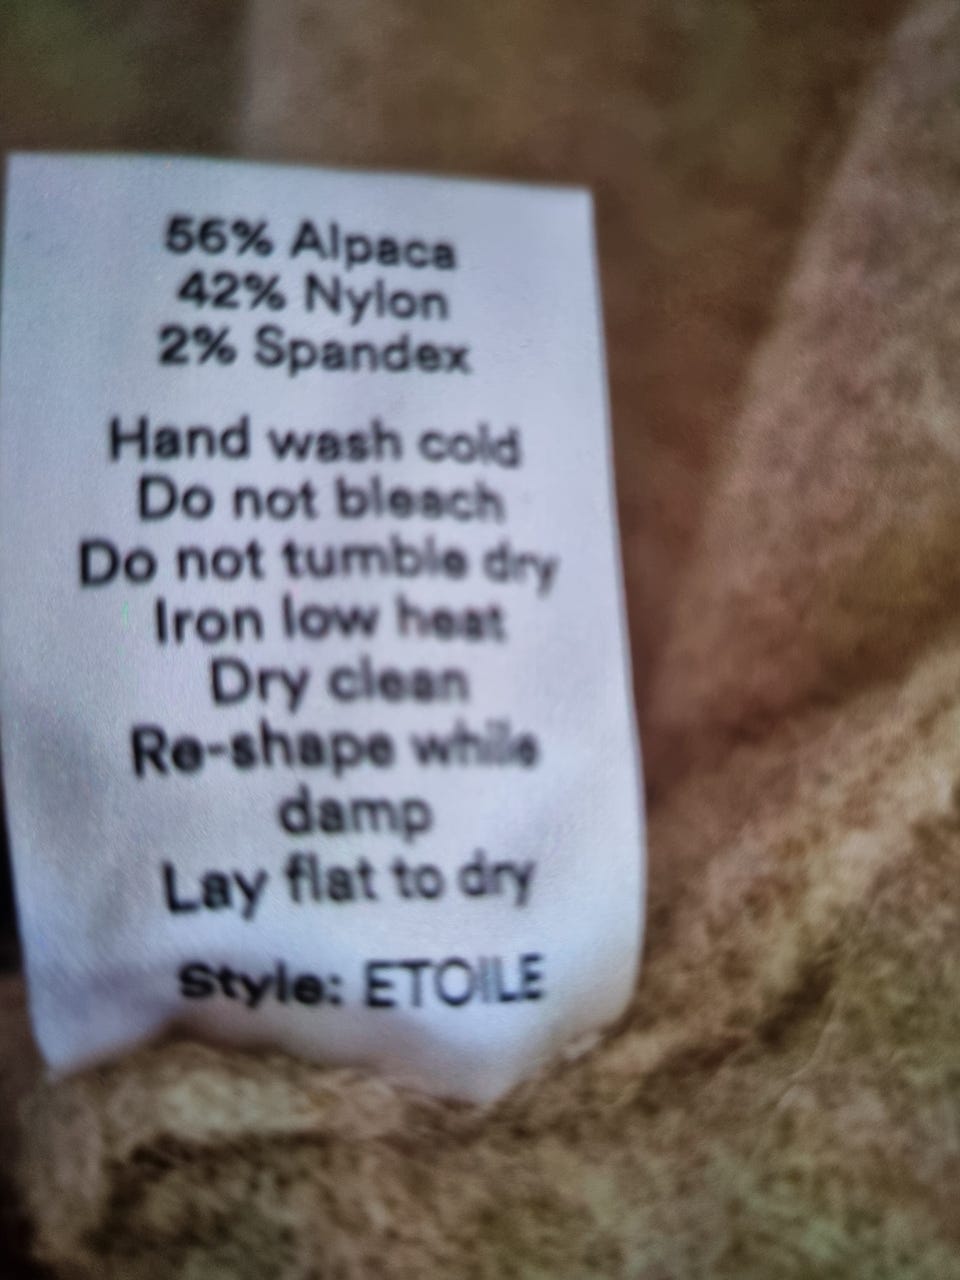 56% Alpaca
42% Nylon
2% Spandex
Hand wash cold
Do not bleach
Do not tumble dry
Iron low heat
Dry clean
Re-shape while
damp
Lay flat to dry
Style: ETOILE